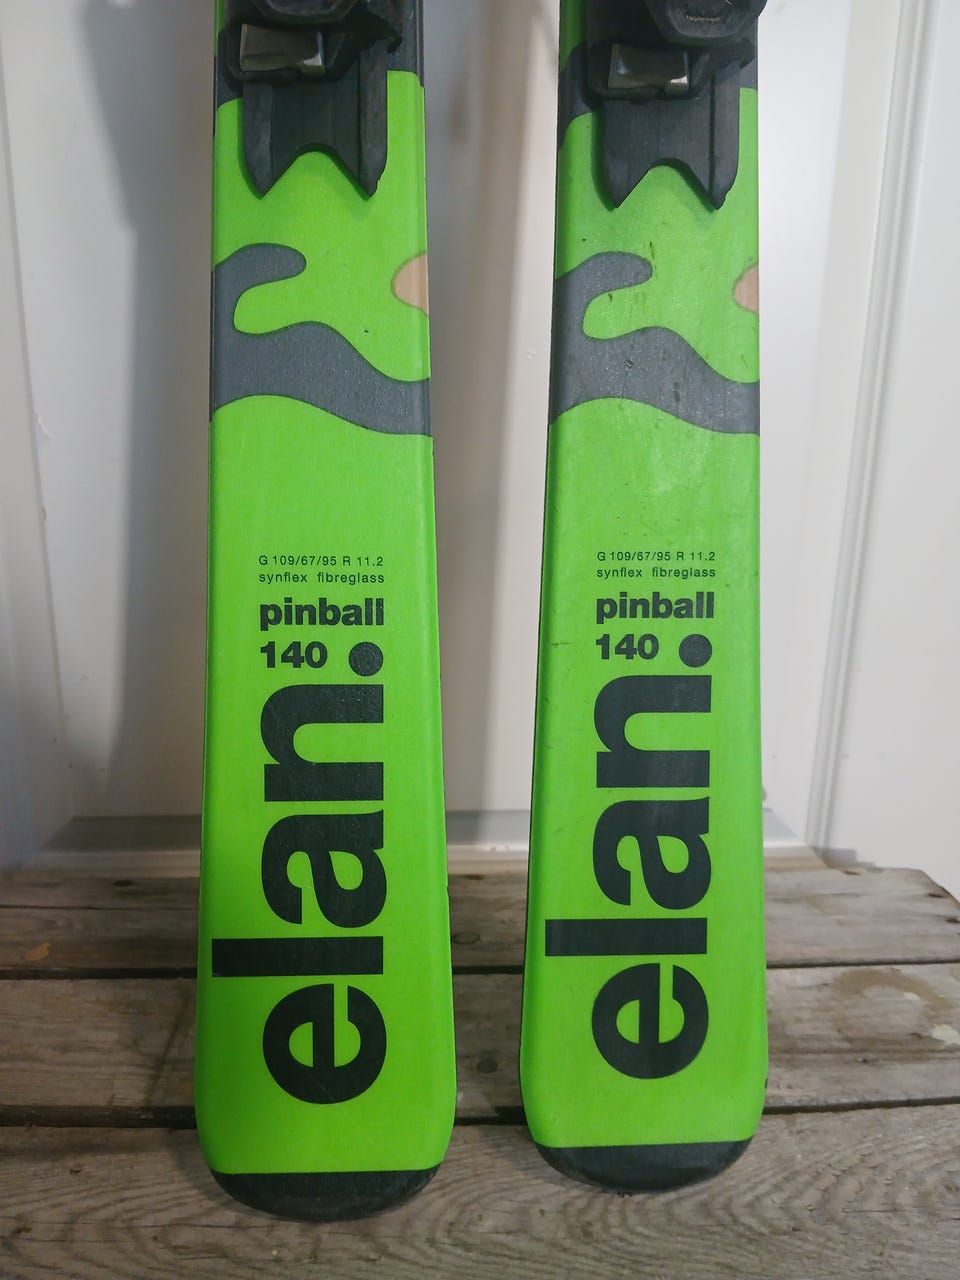 G 109/67/95 R 11.2
synflex fibreglass
pinball
140
elan.
G 109/67/95 R 11.2
synflex fibreglass
pinball
140
elan.